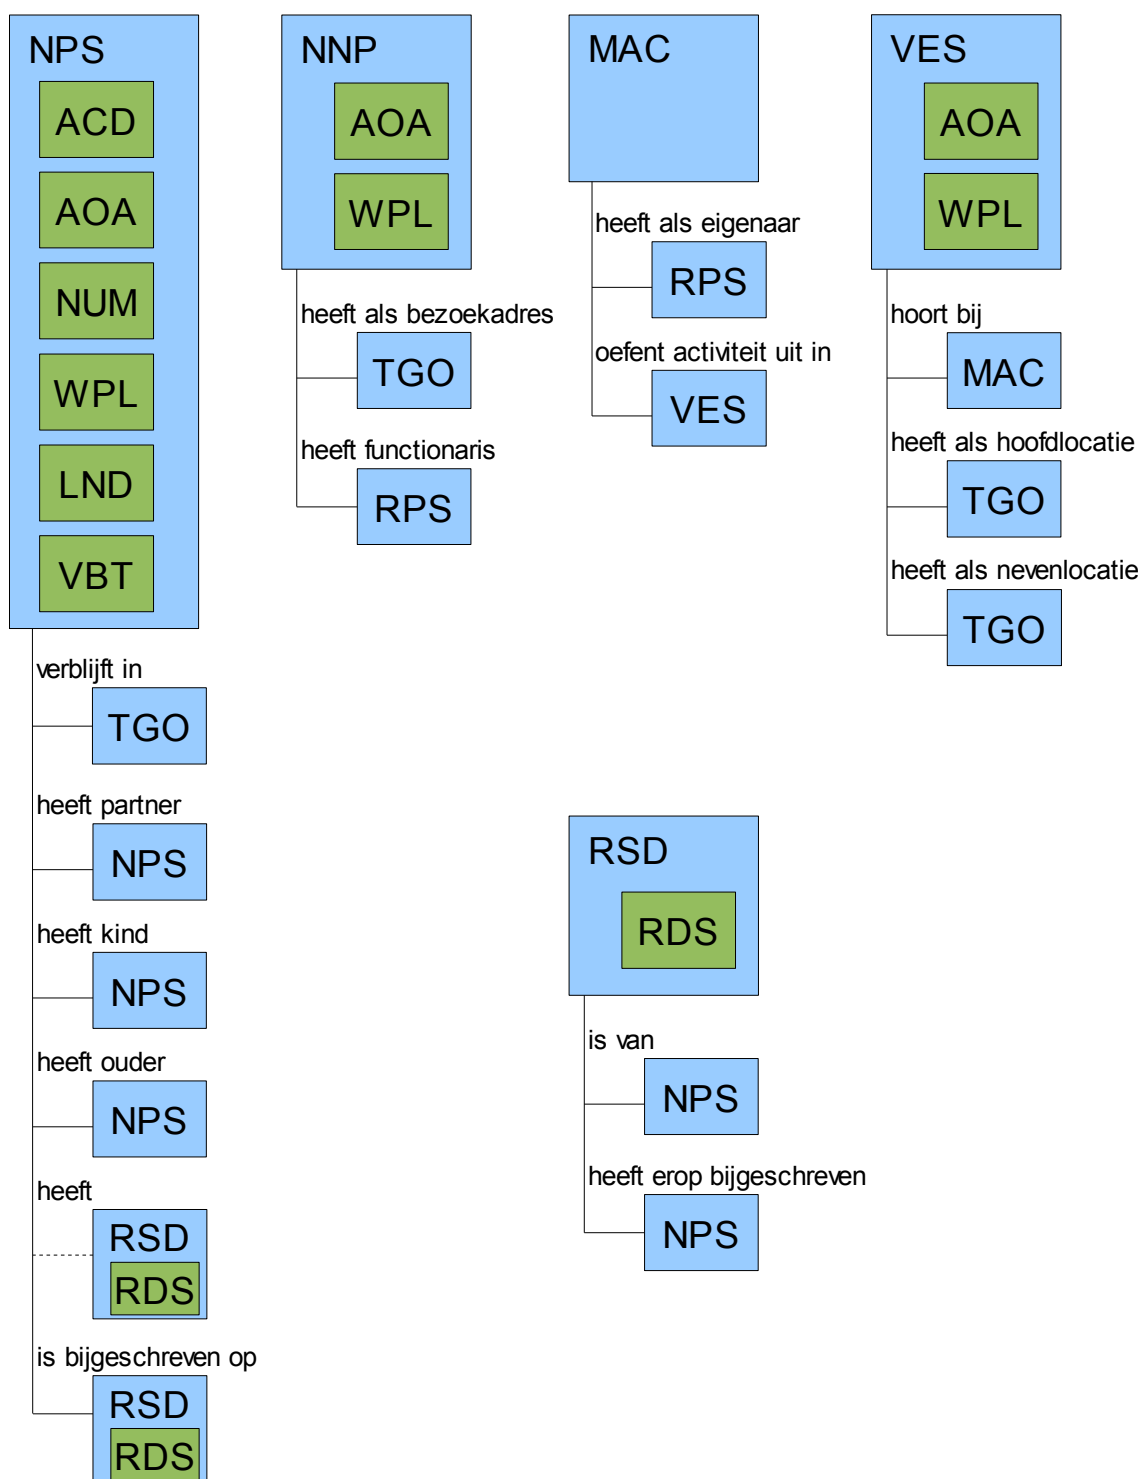 NPS
ACD
AOA
NUM
WPL
LND
VBT
verblijft in
TGO
heeft partner
NPS
heeft kind
NPS
heeft ouder
NPS
heeft
RSD
RDS
is bijgeschreven op
RSD
RDS
NNP
AOA
WPL
heeft als bezoekadres
TGO
heeft functionaris
RPS
MAC
heeft als eigenaar
RPS
oefent activiteit uit in
VES
VES
AOA
WPL
hoort bij
MAC
heeft als hoofdlocatie
TGO
heeft als nevenlocatie
TGO
RSD
RDS
is van
NPS
heeft erop bijgeschreven
NPS